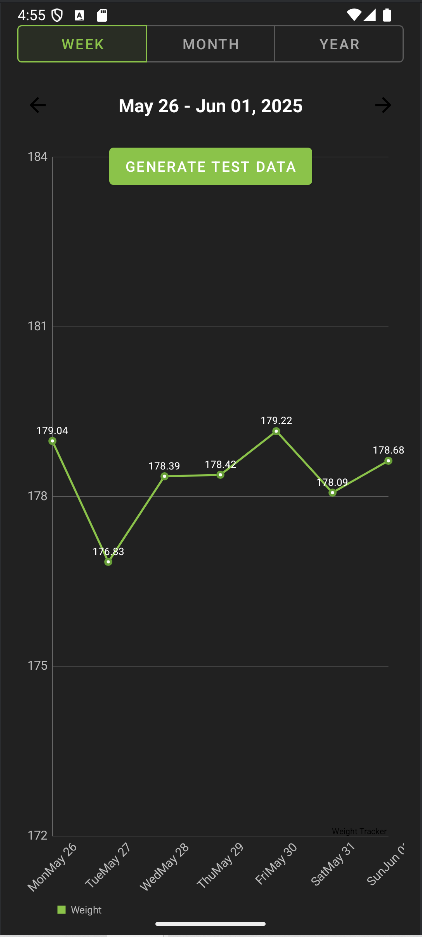 4:55
WEEK MONTH YEAR
May 26 - Jun 01, 2025
184
GENERATE TEST DATA
181
179.04
176.83
178.39
178.42
179.22
178.09
178.68
178
175
172
Weight Tracker
MonMay 26
TueMay 27
WedMay 28
ThuMay 29
FriMay 30
SatMay 31
SunJun 0
Weight